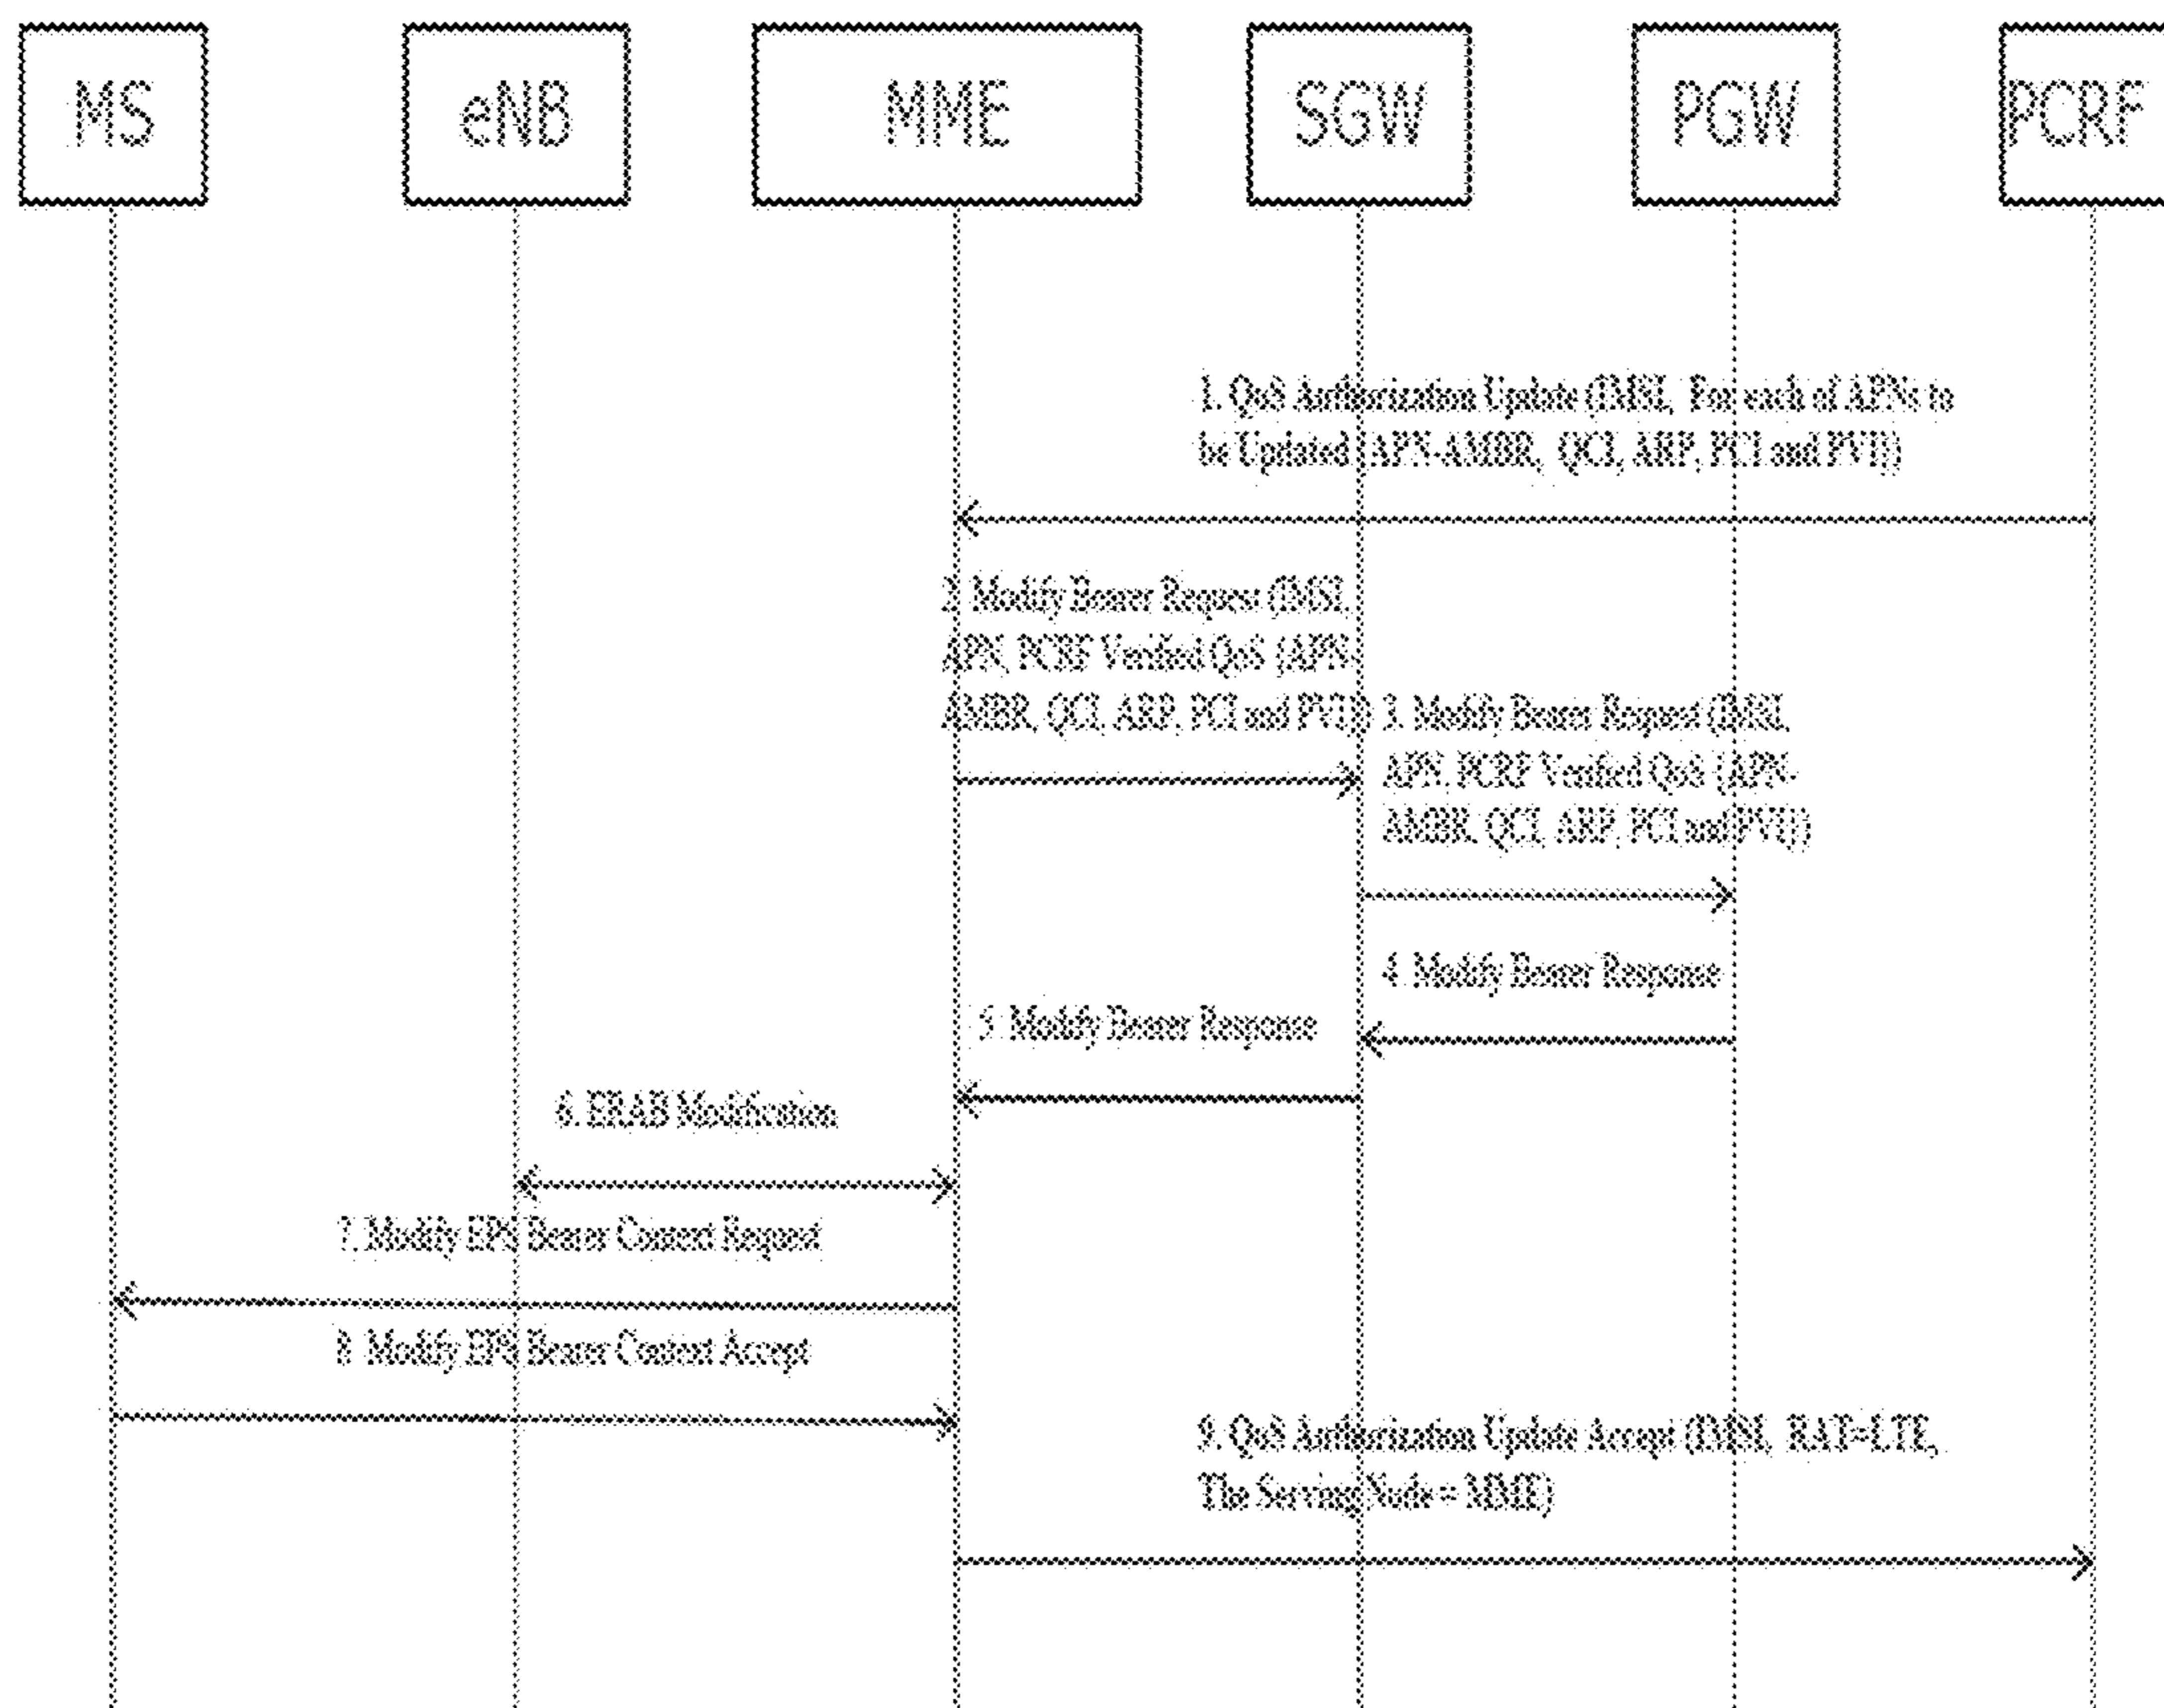 MS
eNB
MME
SGW
PGW
PCRF
1. QoS Authorization Update (IMSI, For each of APNs to
be Updated {APN-AMBR, QCI, ARP, PCI and PVI})
2. Modify Bearer Request (IMSI,
APN, PCRF Verified QoS {APN-
AMBR, QCI, ARP, PCI and PVI})
3. Modify Bearer Request (IMSI,
APN, PCRF Verified QoS {APN-
AMBR, QCI, ARP, PCI and PVI})
4. Modify Bearer Response
5. Modify Bearer Response
6. ERAB Modification
7. Modify EPS Bearer Context Request
8. Modify EPS Bearer Context Accept
9. QoS Authorization Update Accept (IMSI, RAT=LTE,
The Serving Node = MME)